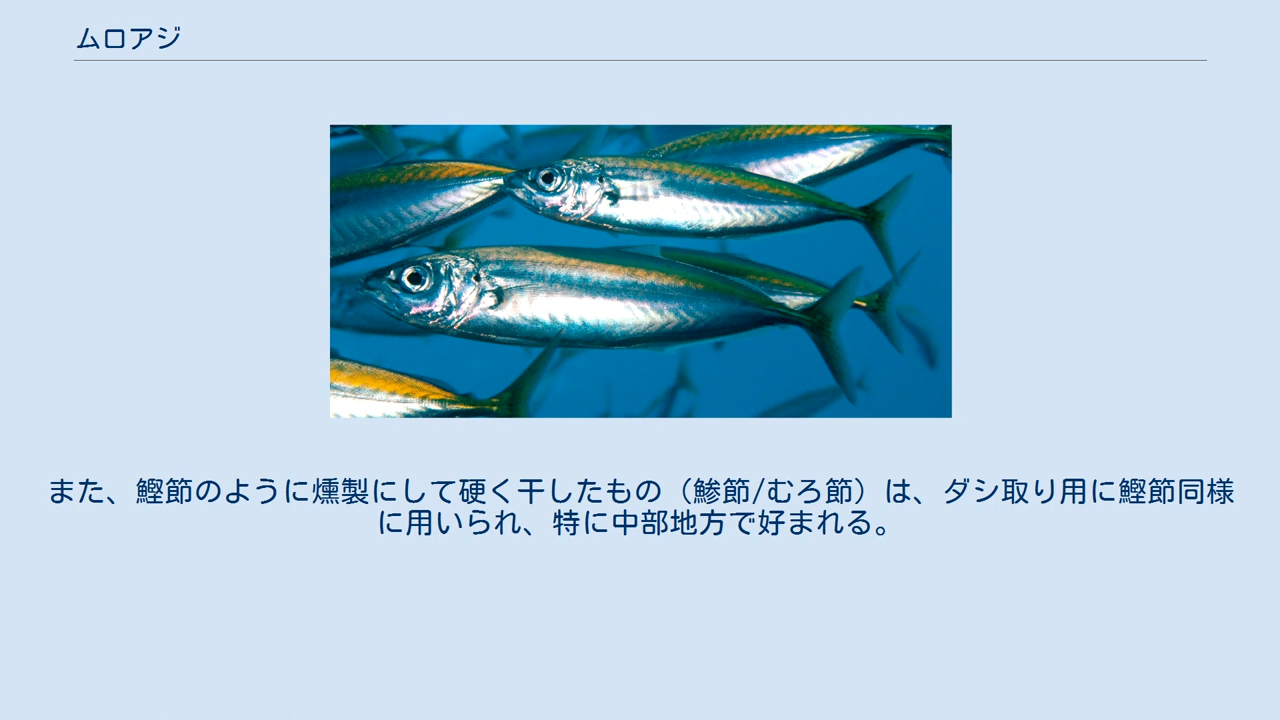 ムロアジ
また、鰹節のように燻製にして硬く干したもの（鯵節/むろ節）は、ダシ取り用に鰹節同様
に用いられ、特に中部地方で好まれる。